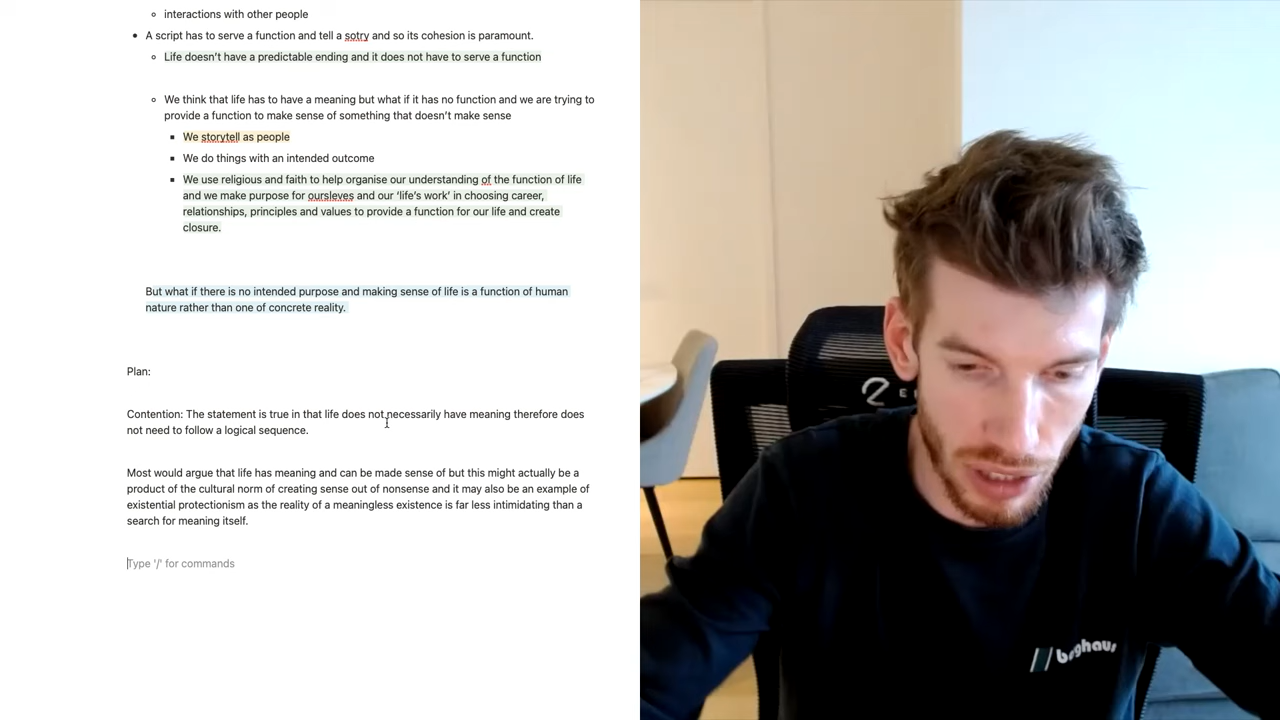 interactions with other people
A script has to serve a function and tell a sotry and so its cohesion is paramount.
Life doesn't have a predictable ending and it does not have to serve a function
We think that life has to have a meaning but what if it has no function and we are trying to
provide a function to make sense of something that doesn't make sense
We storytell as people
We do things with an intended outcome
We use religious and faith to help organise our understanding of the function of life
and we make purpose for oursleves and our 'life's work' in choosing career,
relationships, principles and values to provide a function for our life and create
closure.
But what if there is no intended purpose and making sense of life is a function of human
nature rather than one of concrete reality.
Plan:
Contention: The statement is true in that life does not necessarily have meaning therefore does
not need to follow a logical sequence.
Most would argue that life has meaning and can be made sense of but this might actually be a
product of the cultural norm of creating sense out of nonsense and it may also be an example of
existential protectionism as the reality of a meaningless existence is far less intimidating than a
search for meaning itself.
Type '/' for commands
berghaus